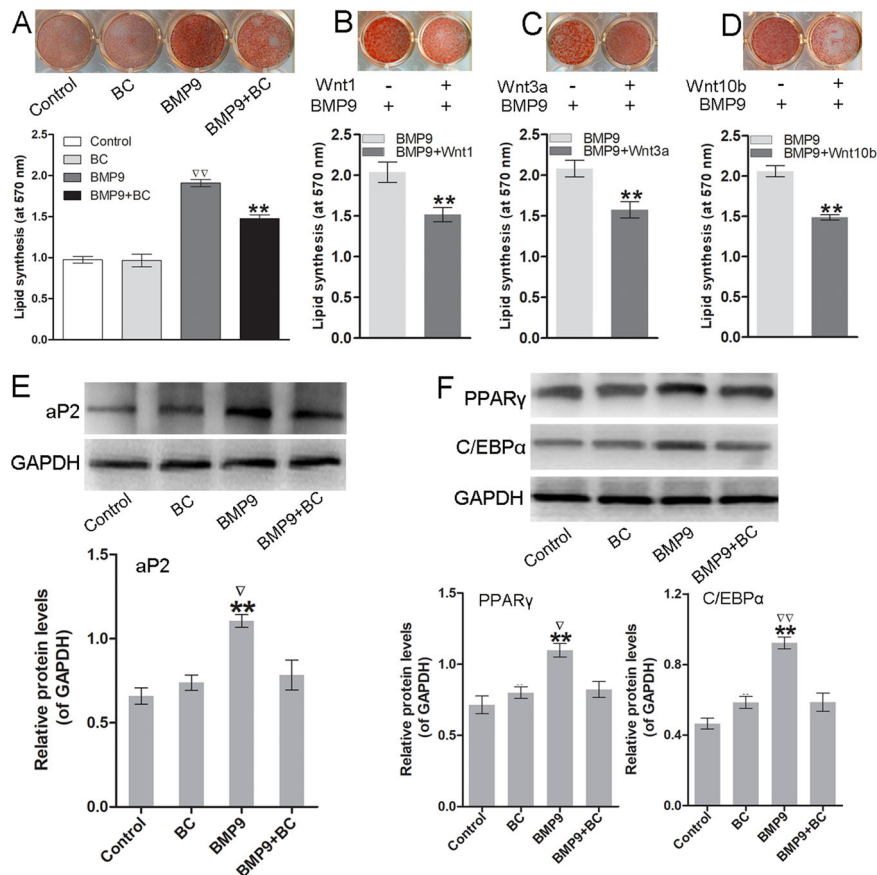 A
Control
BC
BMP9
BMP9+BC
Lipid synthesis (at 570 nm)
2.0
1.5
1.0
0.5
0.0
Control
BC
BMP9
BMP9+BC
▽▽
**
B
Wnt1 - +
BMP9 + +
Lipid synthesis (at 570 nm)
2.0
1.5
1.0
0.5
0.0
BMP9
BMP9+Wnt1
**
C
Wnt3a - +
BMP9 + +
Lipid synthesis (at 570 nm)
2.0
1.5
1.0
0.5
0.0
BMP9
BMP9+Wnt3a
**
D
Wnt10b - +
BMP9 + +
Lipid synthesis (at 570 nm)
2.0
1.5
1.0
0.5
0.0
BMP9
BMP9+Wnt10b
**
E
aP2
GAPDH
Control
BC
BMP9
BMP9+BC
aP2
Relative protein levels
(of GAPDH)
1.5
1.0
0.5
0.0
▽
**
Control
BC
BMP9
BMP9+BC
F
PPARγ
C/EBPα
GAPDH
Control
BC
BMP9
BMP9+BC
PPARγ
Relative protein levels
(of GAPDH)
1.5
1.0
0.5
0.0
▽
**
Control
BC
BMP9
BMP9+BC
C/EBPα
Relative protein levels
(of GAPDH)
1.2
0.8
0.4
0.0
▽▽
**
Control
BC
BMP9
BMP9+BC